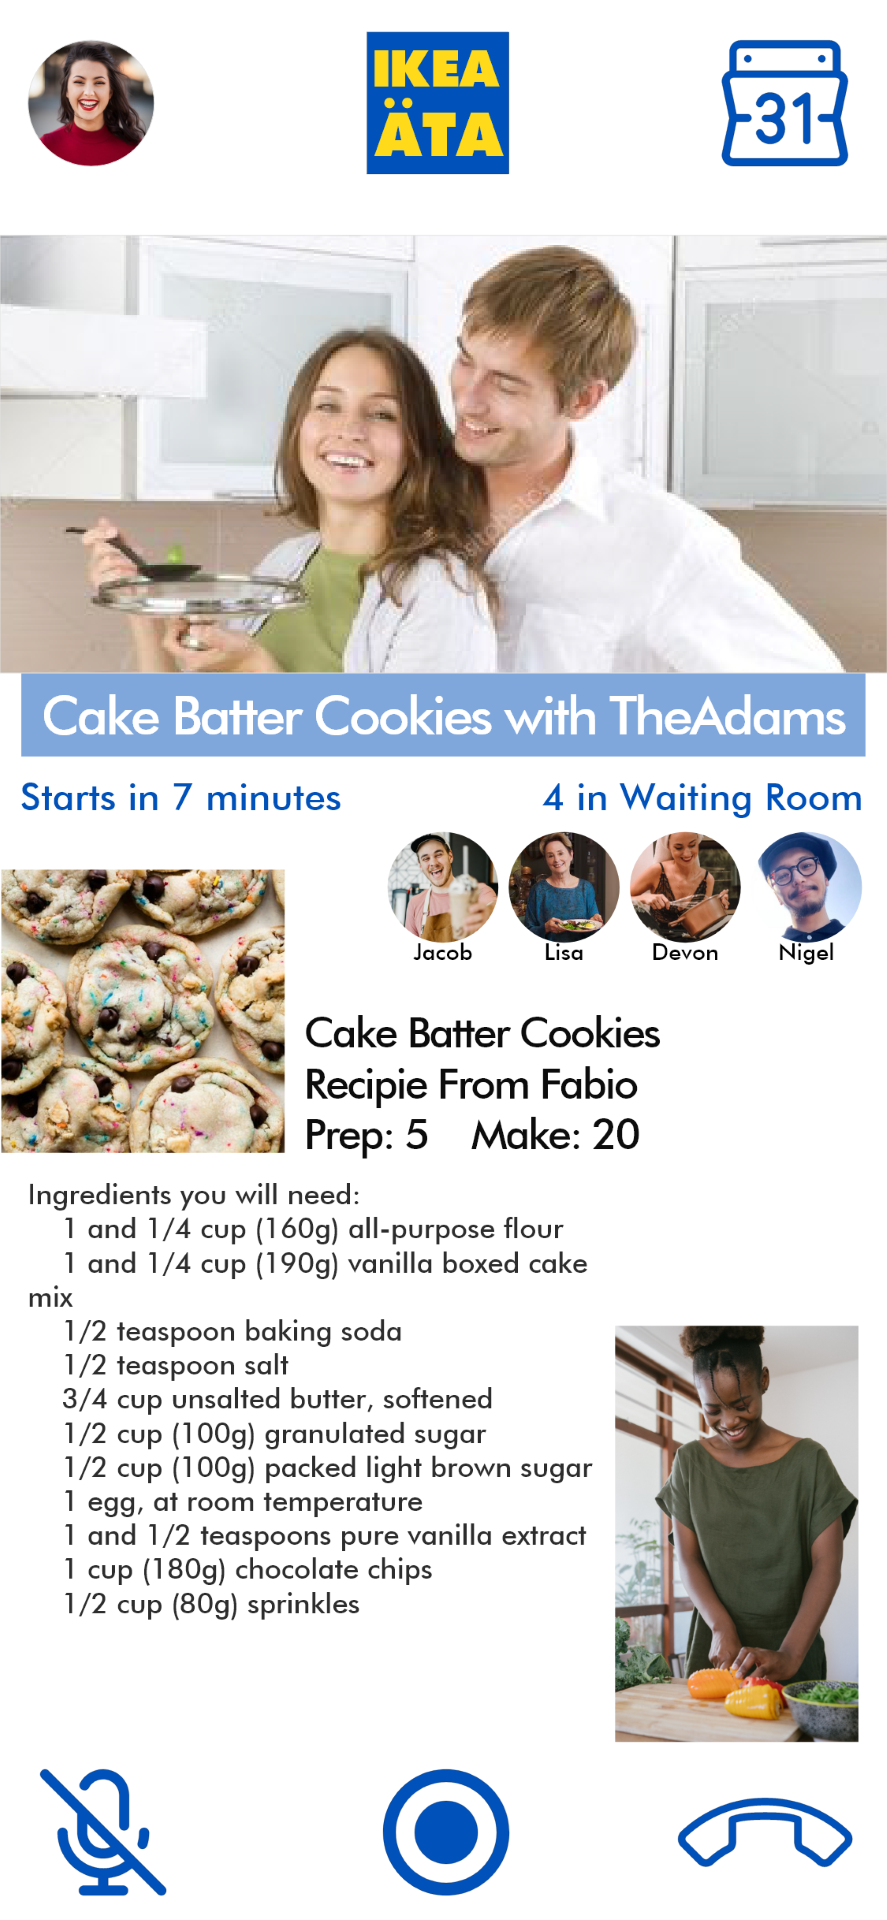 IKEA
ÄTA
31
Cake Batter Cookies with TheAdams
Starts in 7 minutes
4 in Waiting Room
Jacob
Lisa
Devon
Nigel
Cake Batter Cookies
Recipie From Fabio
Prep: 5 Make: 20
Ingredients you will need:
1 and 1/4 cup (160g) all-purpose flour
1 and 1/4 cup (190g) vanilla boxed cake
mix
1/2 teaspoon baking soda
1/2 teaspoon salt
3/4 cup unsalted butter, softened
1/2 cup (100g) granulated sugar
1/2 cup (100g) packed light brown sugar
1 egg, at room temperature
1 and 1/2 teaspoons pure vanilla extract
1 cup (180g) chocolate chips
1/2 cup (80g) sprinkles